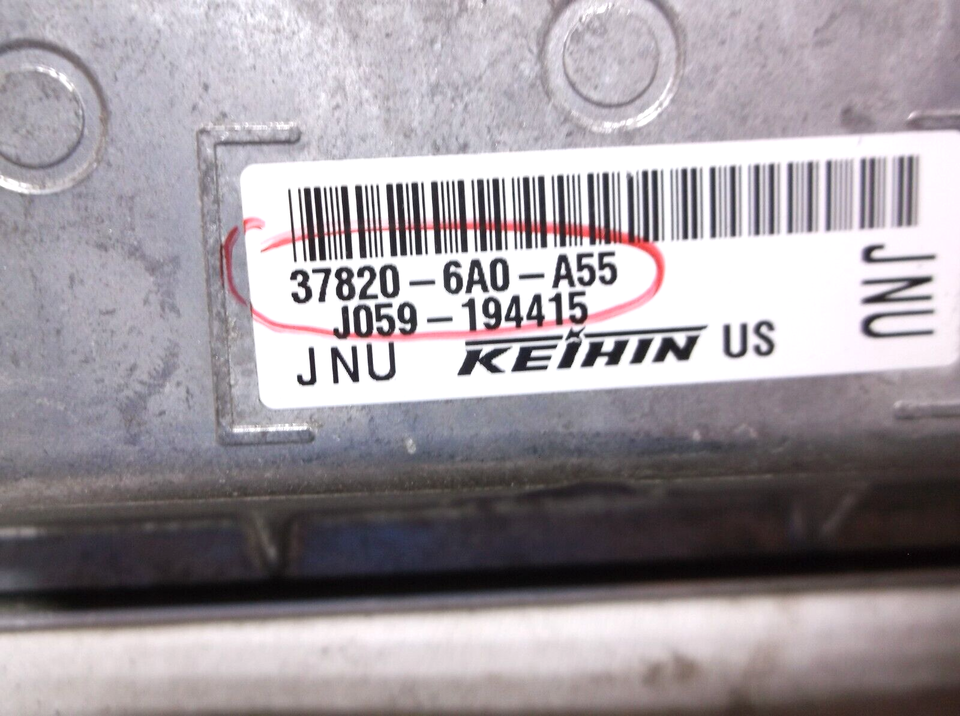 37820-6A0-A55
J059-194415
JNU KEIHIN US
JNU